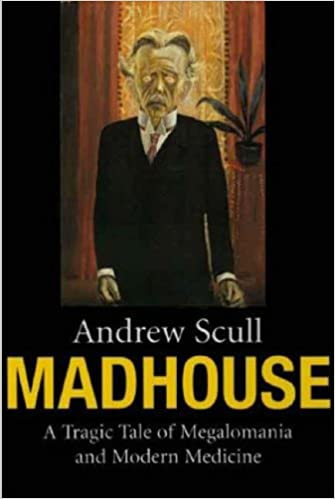 Andrew Scull
MADHOUSE
A Tragic Tale of Megalomania
and Modern Medicine